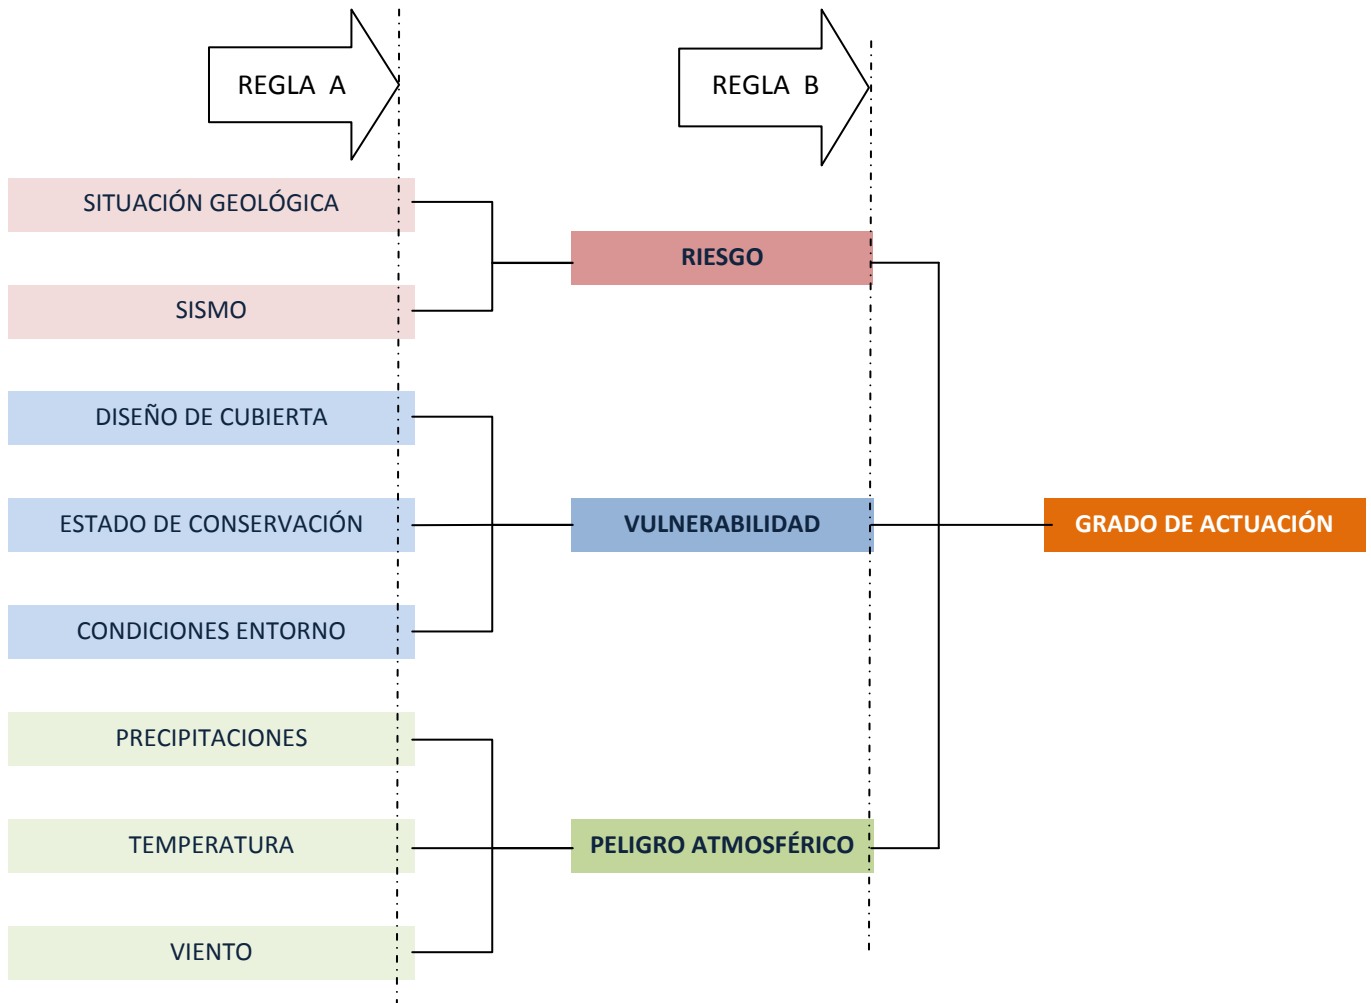 REGLA A
REGLA B
SITUACIÓN GEOLÓGICA
SISMO
RIESGO
DISEÑO DE CUBIERTA
ESTADO DE CONSERVACIÓN
CONDICIONES ENTORNO
VULNERABILIDAD
GRADO DE ACTUACIÓN
PRECIPITACIONES
TEMPERATURA
VIENTO
PELIGRO ATMOSFÉRICO